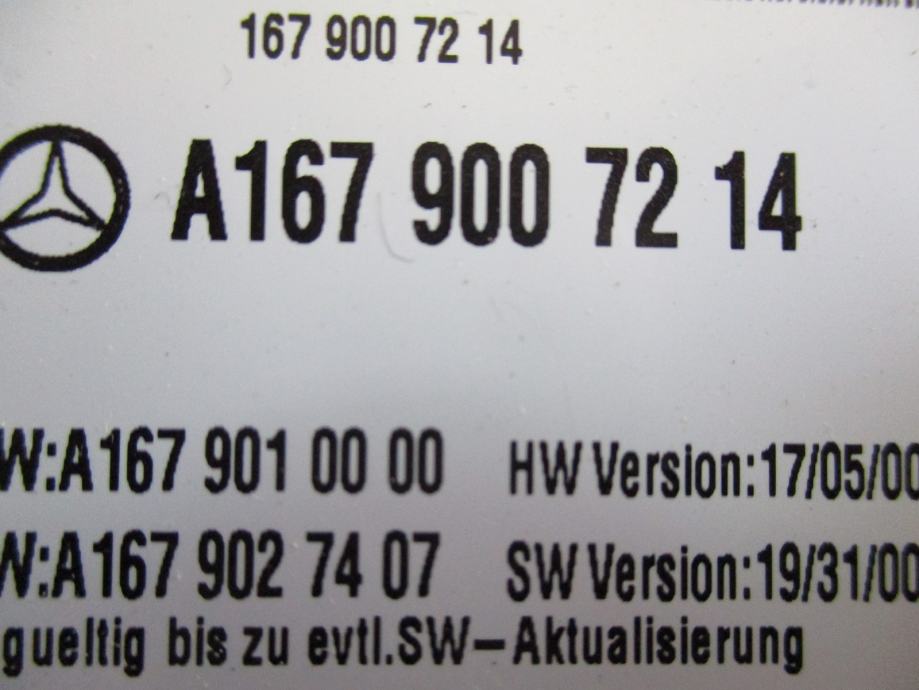 167 900 72 14
A167 900 72 14
W:A167 901 00 00 HW Version:17/05/00
W:A167 902 74 07 SW Version:19/31/00
gueltig bis zu evtl.SW-Aktualisierung